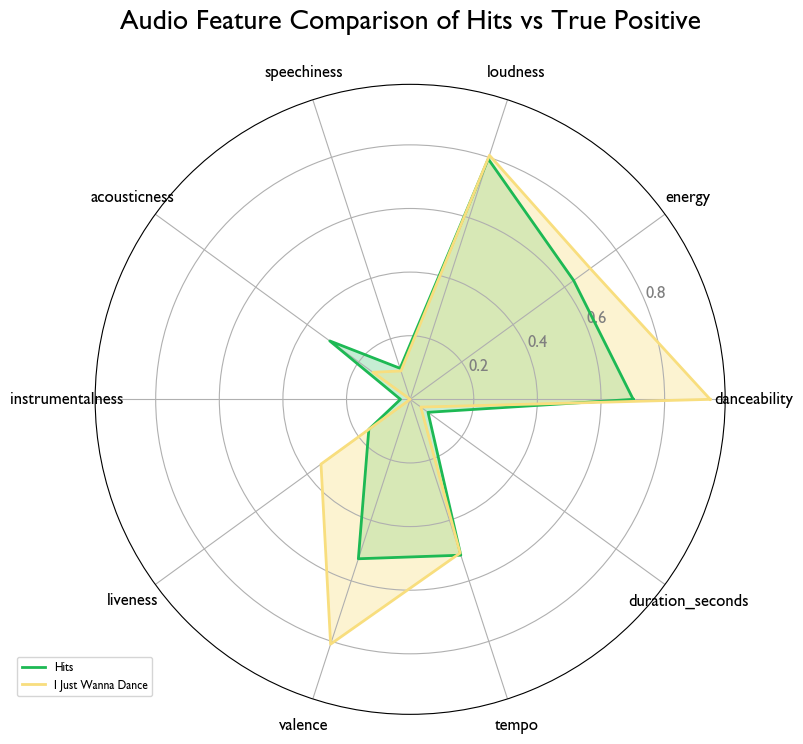 Audio Feature Comparison of Hits vs True Positive
speechiness
loudness
acousticness
energy
0.8
0.6
0.4
0.2
instrumentalness
danceability
liveness
duration_seconds
valence
tempo
Hits
I Just Wanna Dance